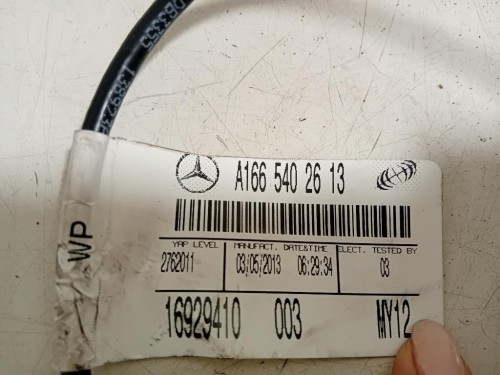 A166 540 26 13
YAP LEVEL MANUFACT. DATE&TIME ELECT. TESTED BY
2762011 03/05/2013 06:29:34 03
16929410 003 MY12
WP